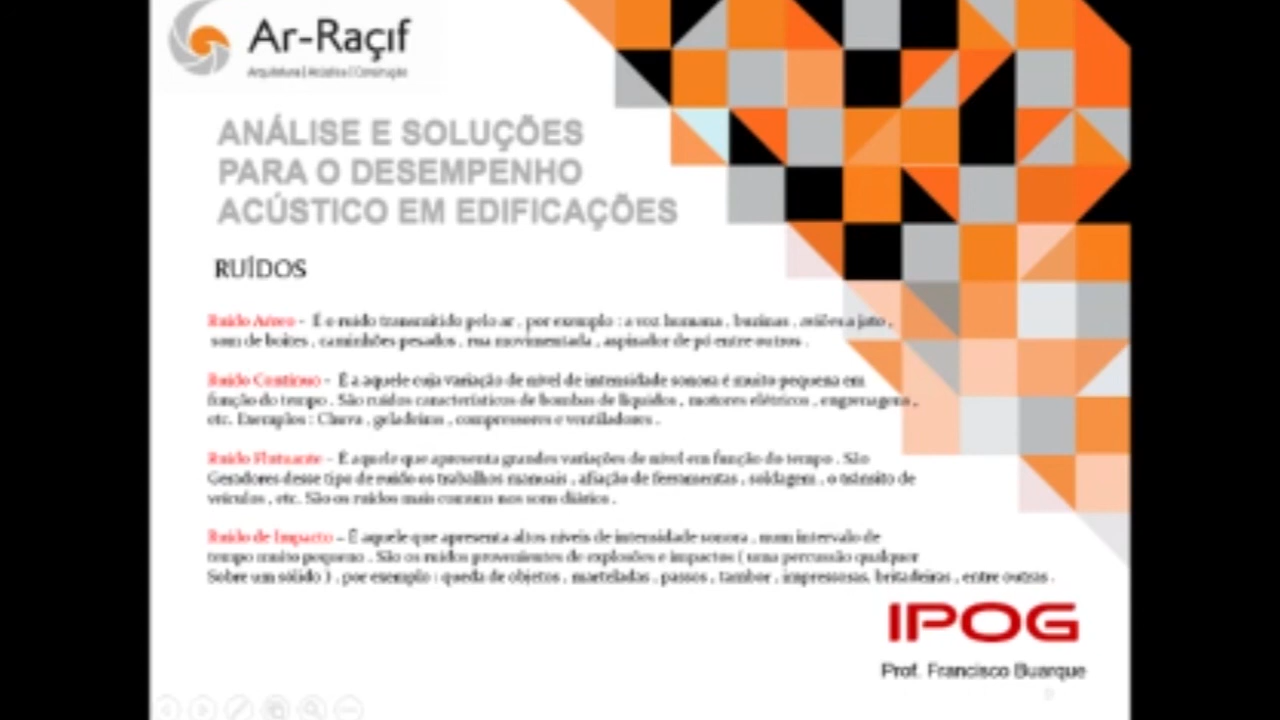 Ar-Raçıf
Arquitetura | Acústica | Construção
ANÁLISE E SOLUÇÕES
PARA O DESEMPENHO
ACÚSTICO EM EDIFICAÇÕES
RUÍDOS
Ruído Aéreo - É o ruído transmitido pelo ar , por exemplo : a voz humana , buzinas , aviões a jato ,
som de boites , caminhões pesados , rua movimentada , aspirador de pó entre outros .
Ruído Contínuo - É a aquele cuja variação de nível de intensidade sonora é muito pequena em
função do tempo . São ruídos característicos de bombas de líquidos , motores elétricos , engrenagens ,
etc. Exemplos : Chuva , geladeiras , compressores e ventiladores .
Ruído Flutuante - É aquele que apresenta grandes variações de nível em função do tempo . São
Geradores desse tipo de ruído os trabalhos manuais , afiação de ferramentas , soldagem , o trânsito de
veículos , etc. São os ruídos mais comuns nos sons diários .
Ruído de Impacto – É aquele que apresenta altos níveis de intensidade sonora , num intervalo de
tempo muito pequeno . São os ruídos provenientes de explosões e impactos ( uma percussão qualquer
Sobre um sólido ) , por exemplo : queda de objetos , marteladas , passos , tambor , impressoras, britadeiras , entre outras .
IPOG
Prof. Francisco Buarque